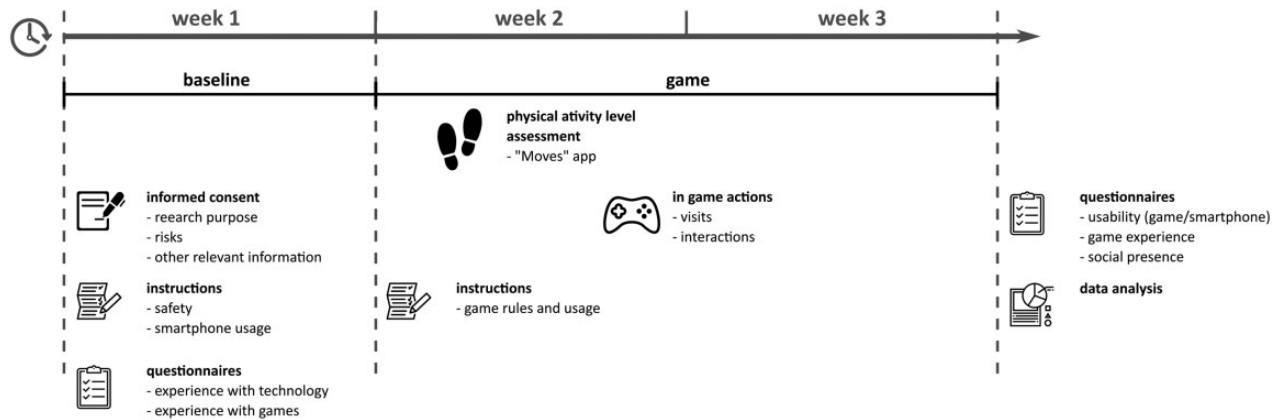 week 1
week 2
week 3
baseline
game
physical ativity level
assessment
- "Moves" app
informed consent
- reearch purpose
- risks
- other relevant information
in game actions
- visits
- interactions
questionnaires
- usability (game/smartphone)
- game experience
- social presence
instructions
- safety
- smartphone usage
instructions
- game rules and usage
data analysis
questionnaires
- experience with technology
- experience with games